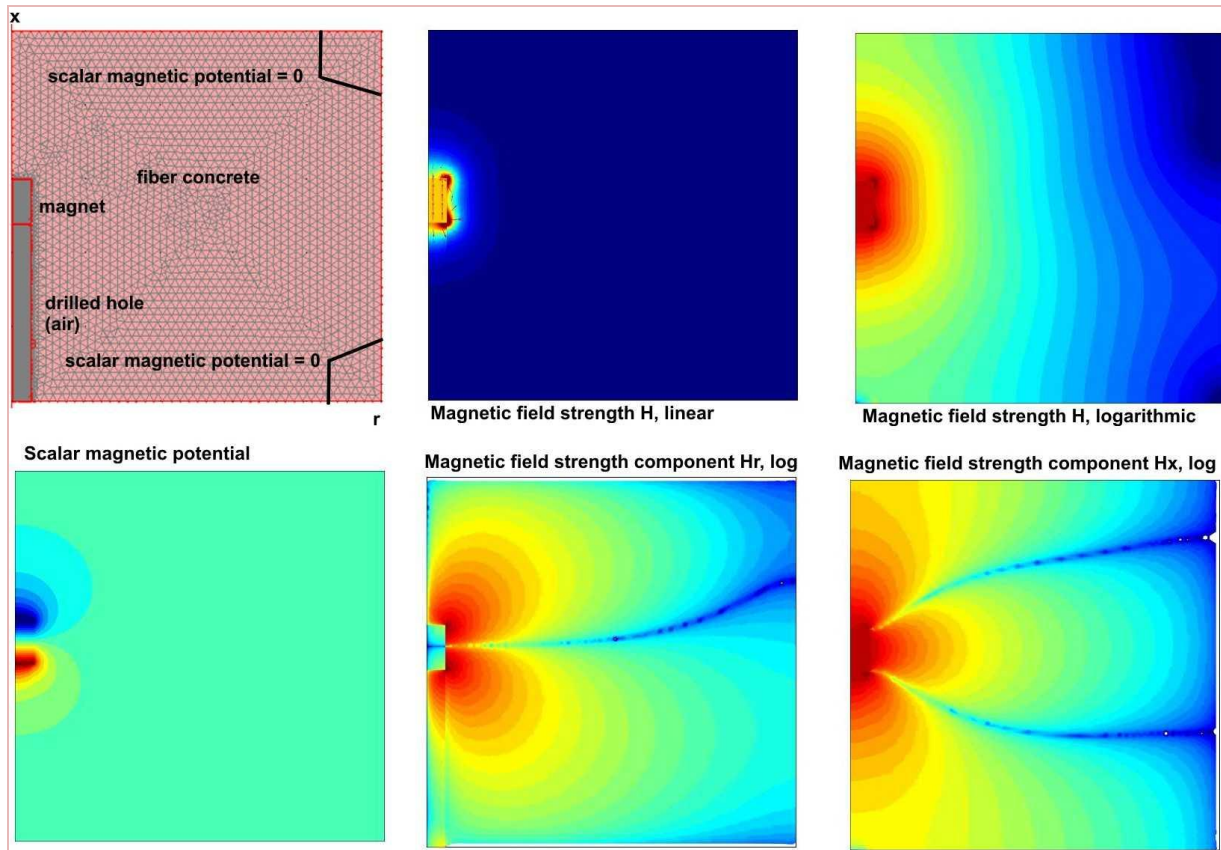 x
scalar magnetic potential = 0
fiber concrete
magnet
drilled hole
(air)
scalar magnetic potential = 0
r
Magnetic field strength H, linear
Magnetic field strength H, logarithmic
Scalar magnetic potential
Magnetic field strength component Hr, log
Magnetic field strength component Hx, log